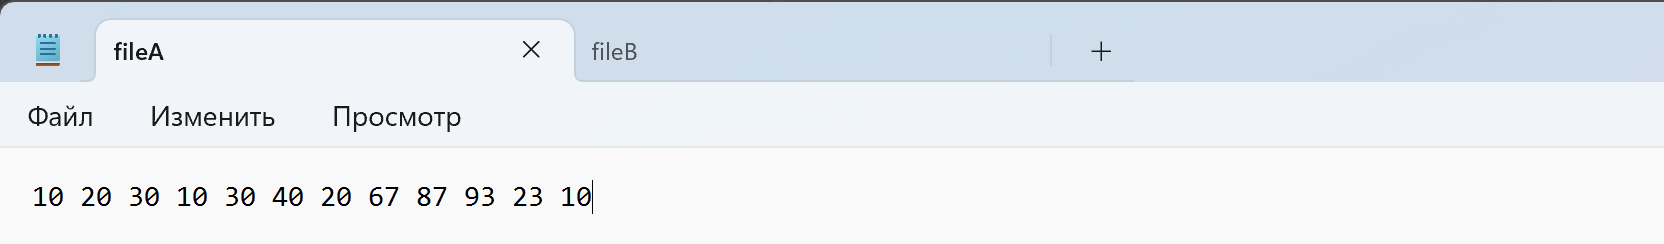 fileA fileB
Файл Изменить Просмотр
10 20 30 10 30 40 20 67 87 93 23 10